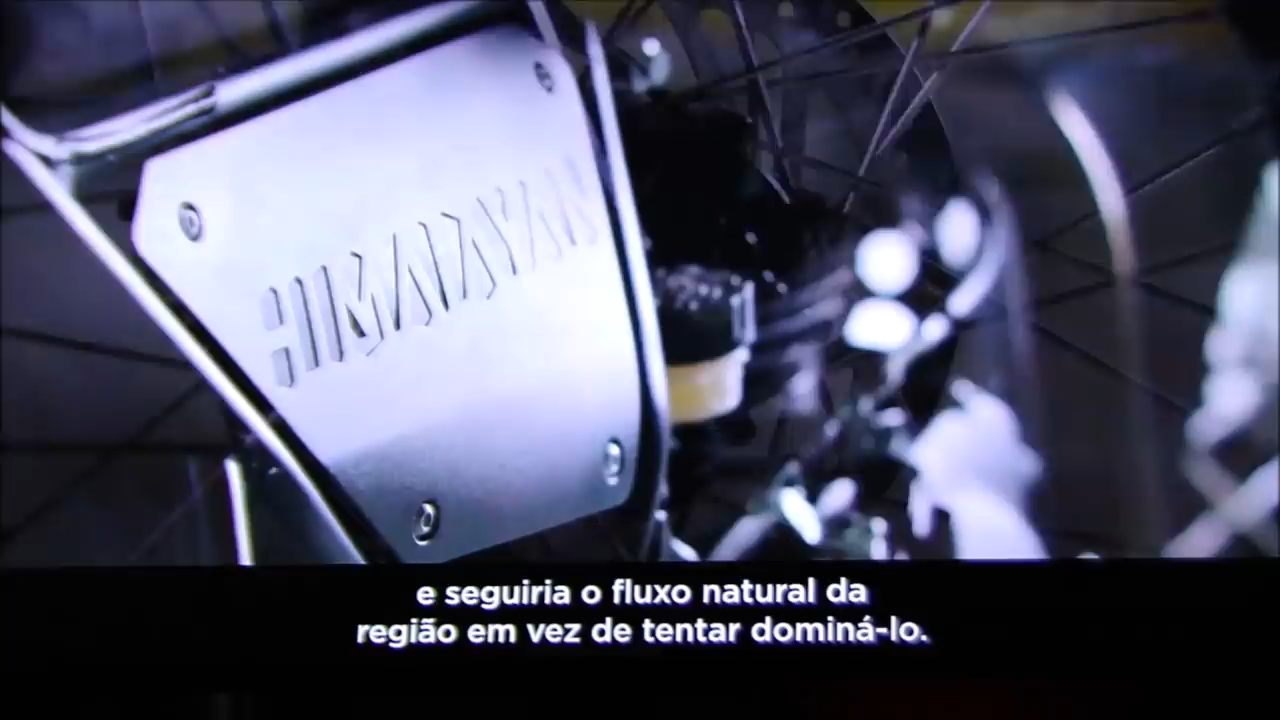 HIMALAYAN
e seguiria o fluxo natural da
região em vez de tentar dominá-lo.